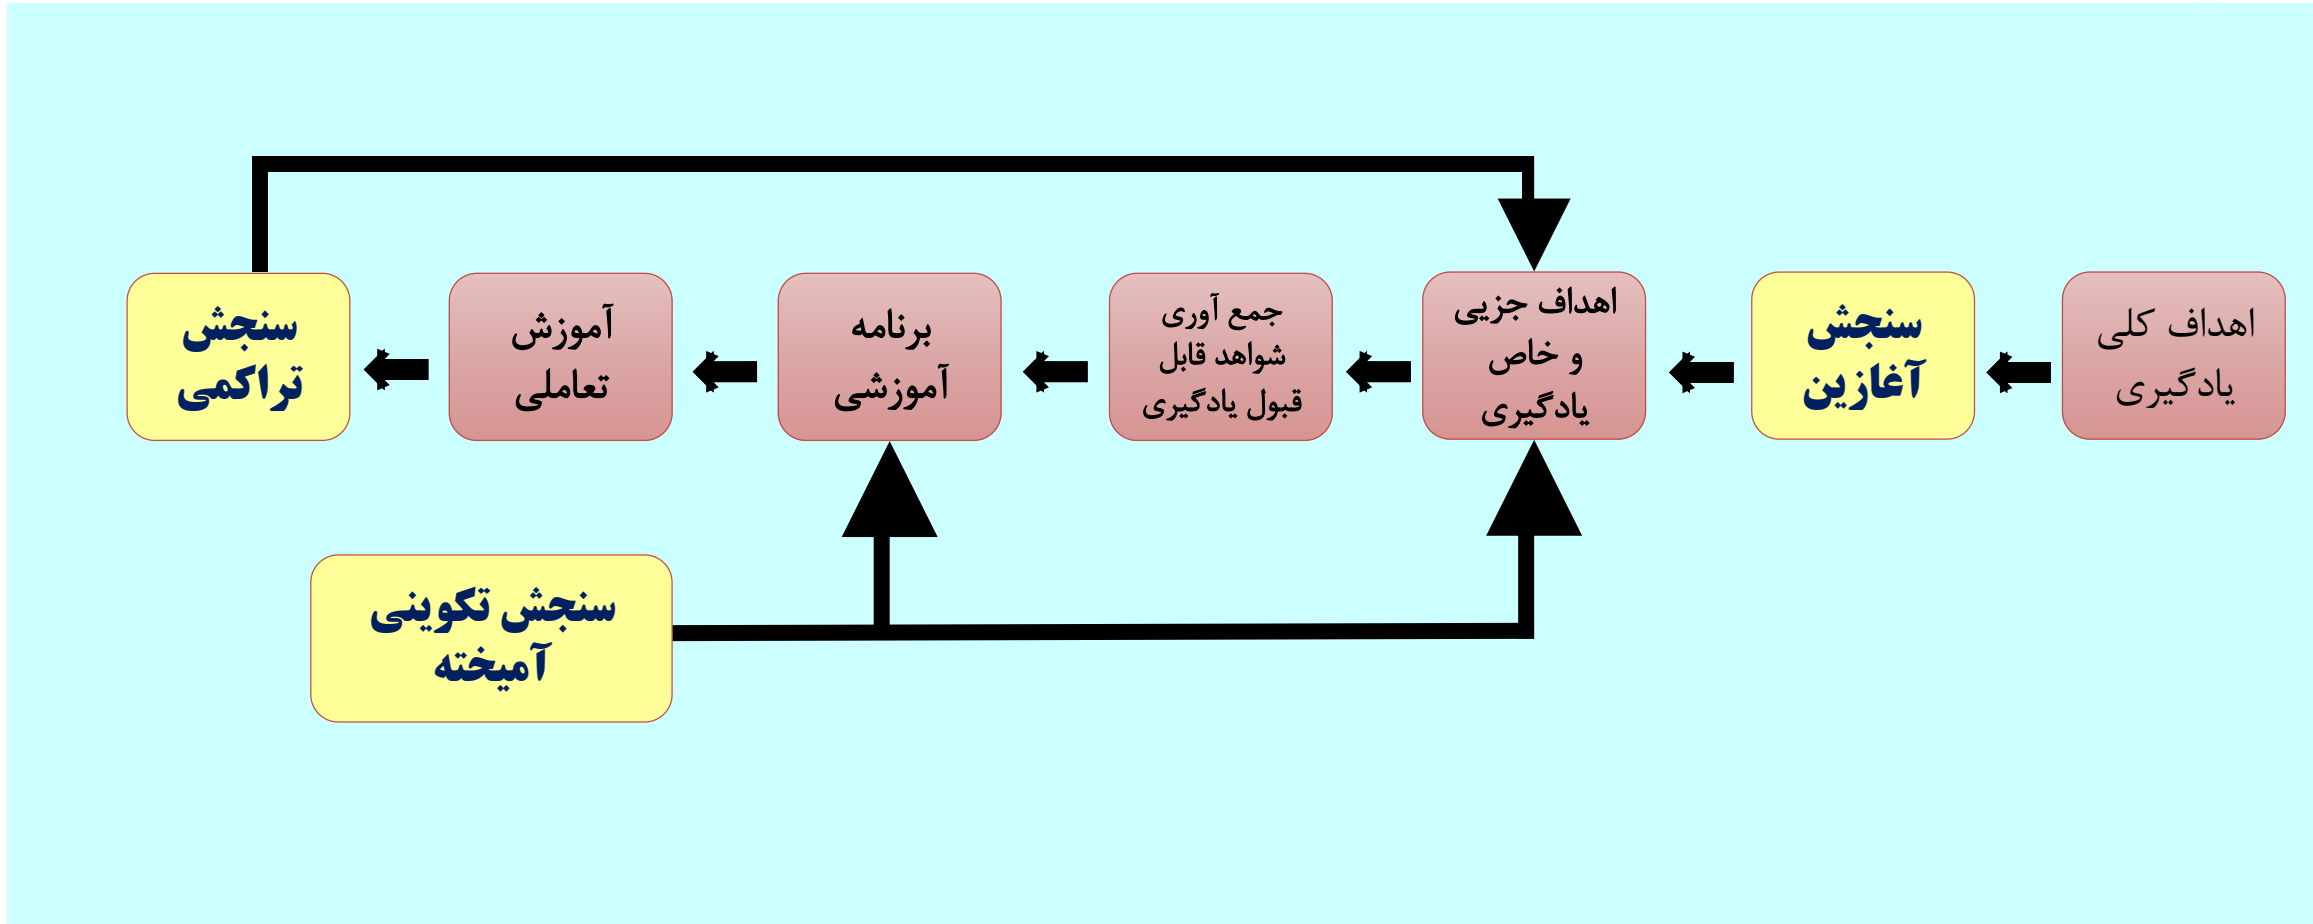 اهداف کلی
یادگیری
سنجش
آغازین
اهداف جزیی
و خاص
یادگیری
جمع آوری
شواهد قابل
قبول یادگیری
برنامه
آموزشی
آموزش
تعاملی
سنجش
تراکمی
سنجش تکوینی
آمیخته